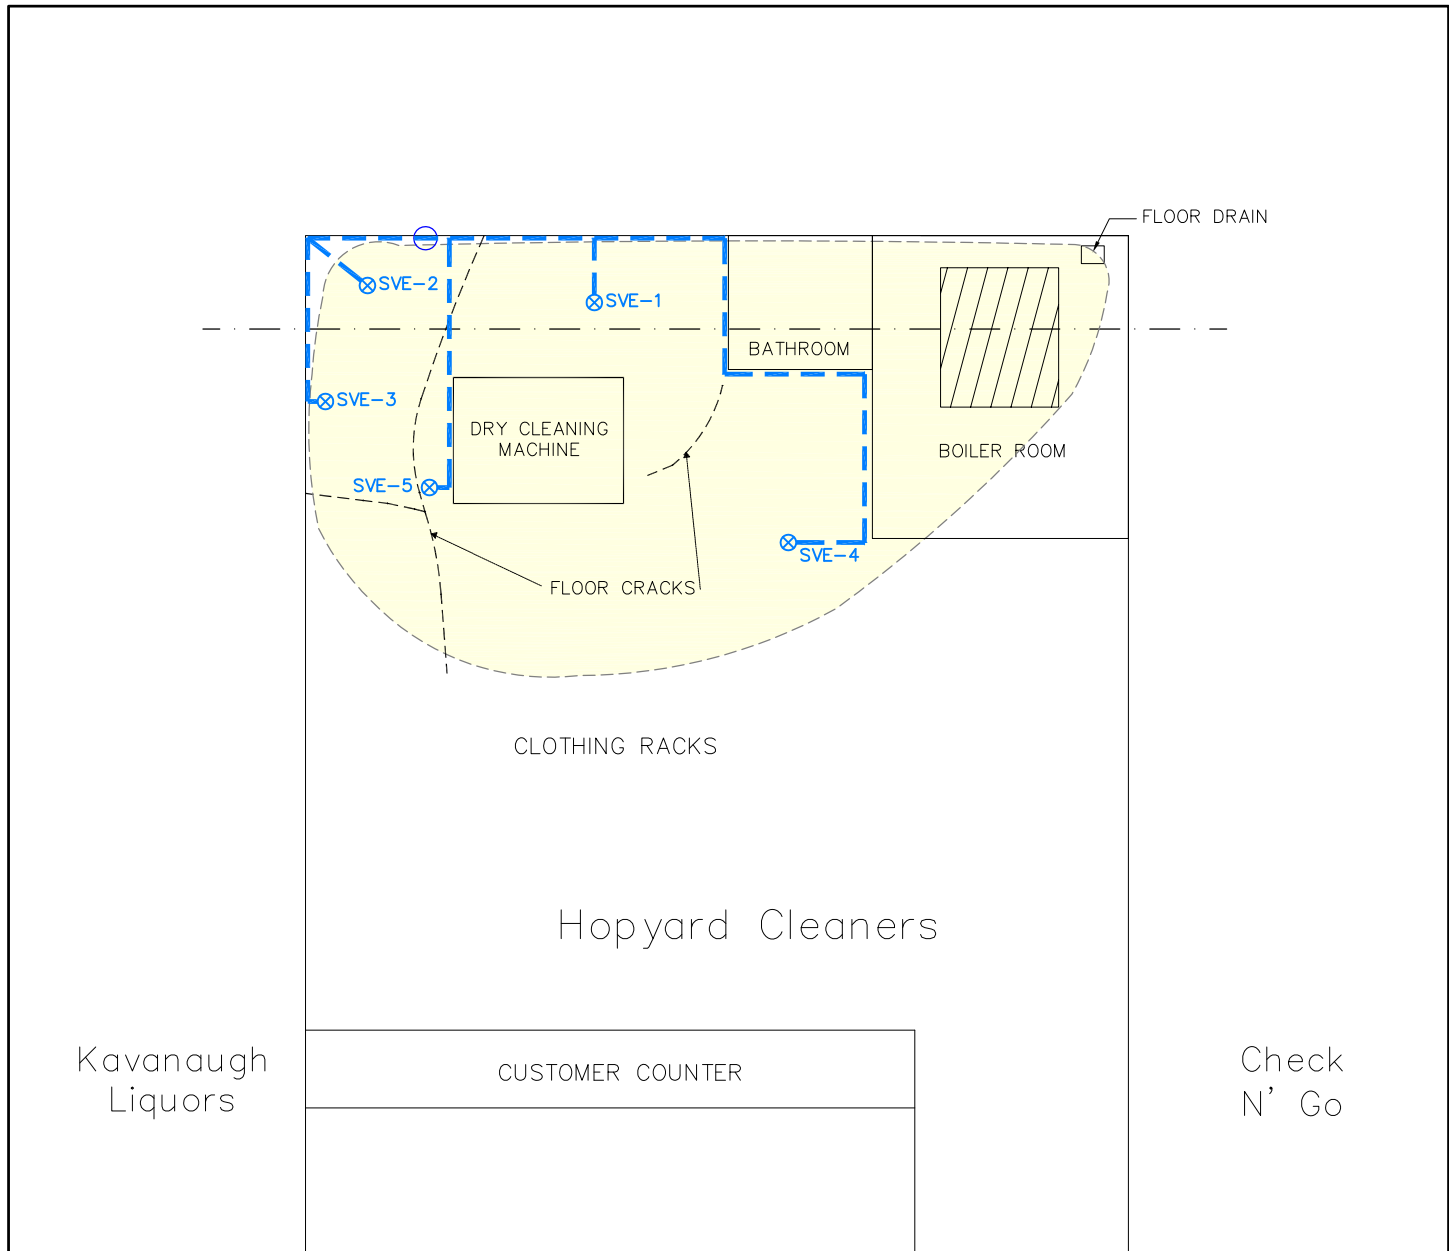 FLOOR DRAIN
SVE-2
SVE-1
BATHROOM
SVE-3
DRY CLEANING
MACHINE
BOILER ROOM
SVE-5
SVE-4
FLOOR CRACKS
CLOTHING RACKS
Hopyard Cleaners
Kavanaugh
Liquors
CUSTOMER COUNTER
Check
N' Go